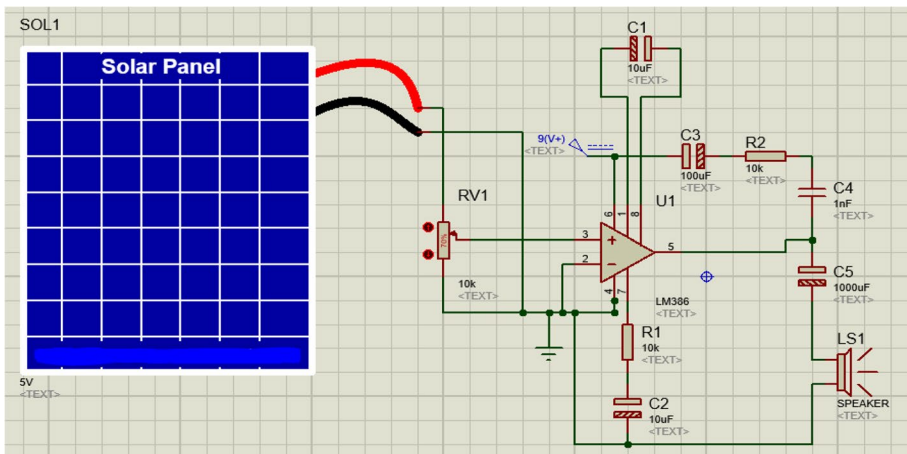 SOL1
Solar Panel
5V
<TEXT>
RV1
70%
10k
<TEXT>
C1
10uF
<TEXT>
9(V+)
<TEXT>
C3
100uF
<TEXT>
R2
10k
<TEXT>
C4
1nF
<TEXT>
U1
6
1
8
3
2
5
4
7
LM386
<TEXT>
C5
1000uF
<TEXT>
R1
10k
<TEXT>
C2
10uF
<TEXT>
LS1
SPEAKER
<TEXT>